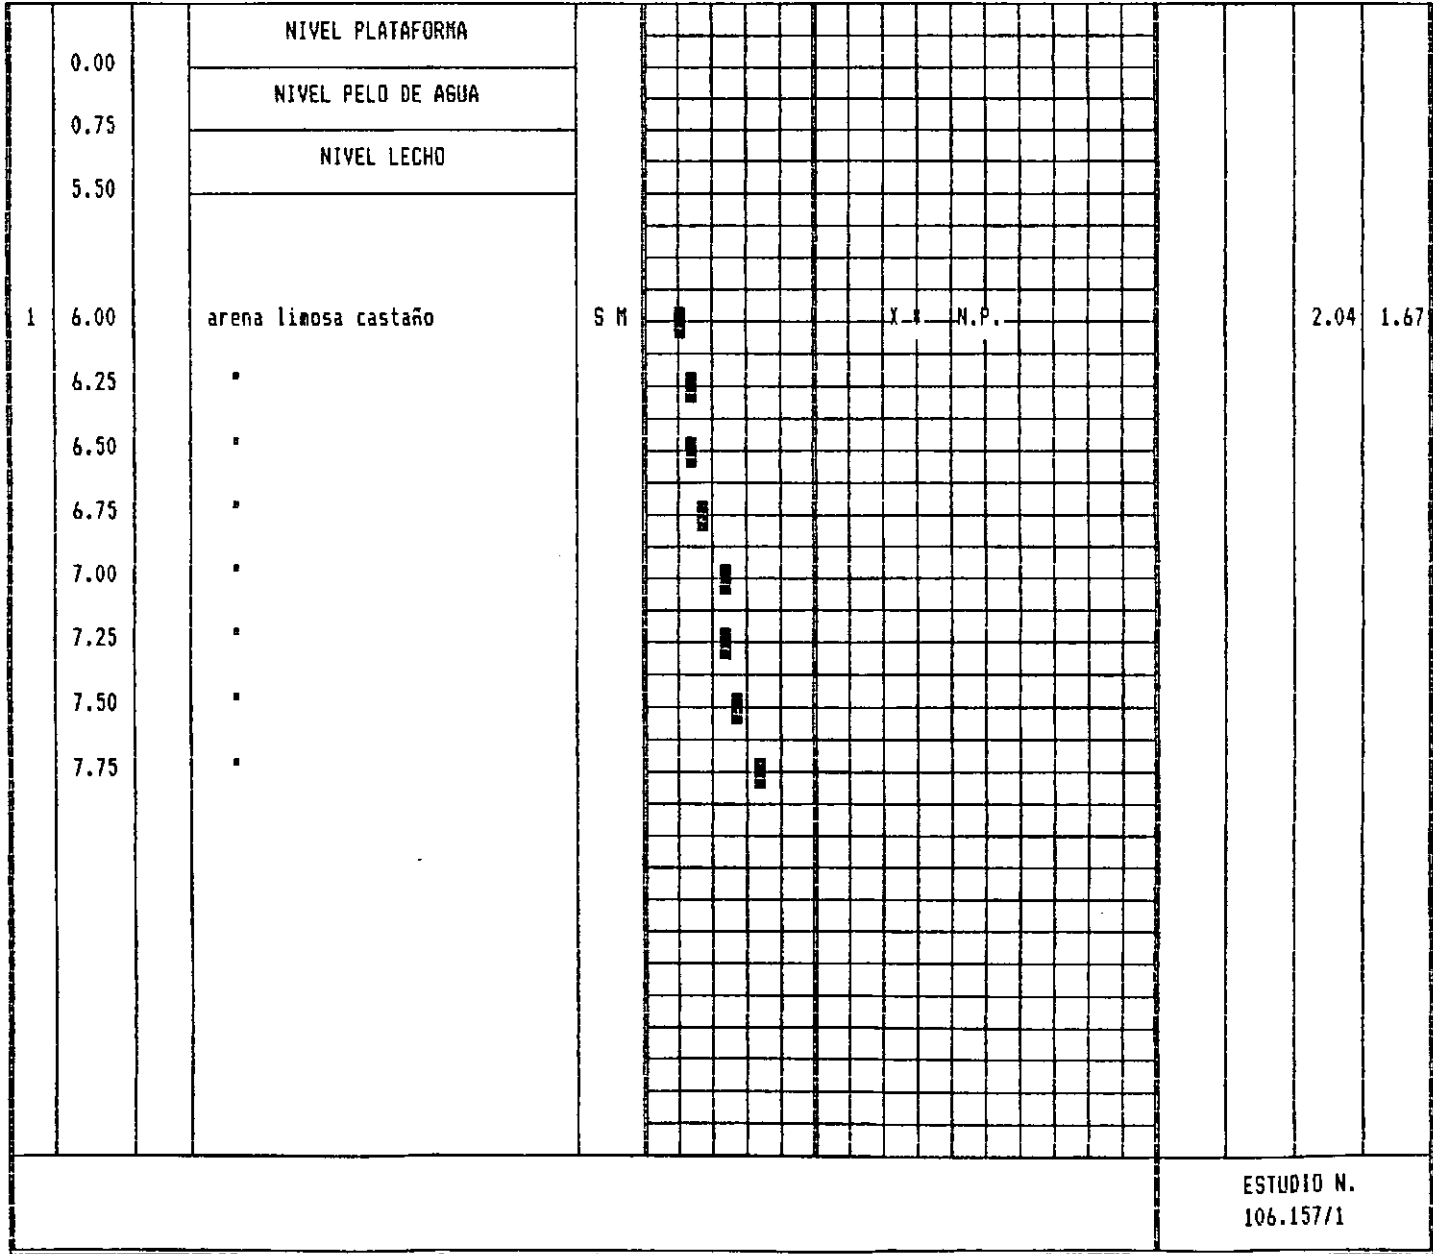 NIVEL PLATAFORMA
0.00
NIVEL PELO DE AGUA
0.75
NIVEL LECHO
5.50
1 6.00 arena limosa castaño S M X * N.P. 2.04 1.67
6.25 "
6.50 "
6.75 "
7.00 "
7.25 "
7.50 "
7.75 "
ESTUDIO N.
106.157/1